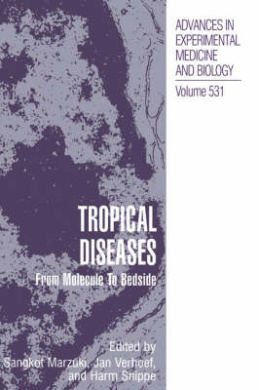 ADVANCES IN
EXPERIMENTAL
MEDICINE
AND BIOLOGY
Volume 531
TROPICAL
DISEASES
From Molecule To Bedside
Edited by
Sangkot Marzuki, Jan Verhoef,
and Harm Snippe